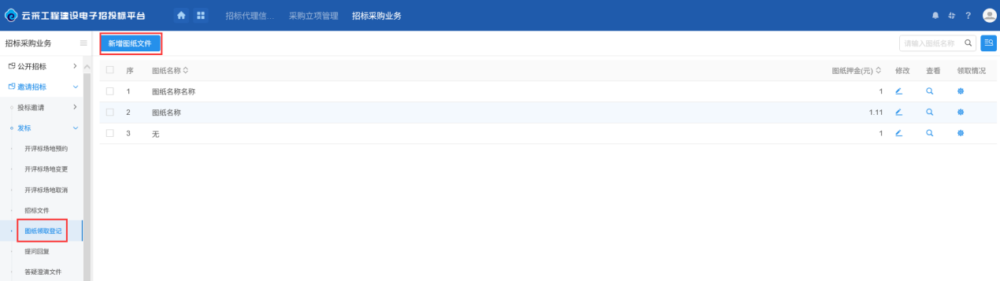 云采工程建设电子招投标平台 招标代理信... 采购立项管理 招标采购业务 ?
招标采购业务 新增图纸文件 请输入图纸名称
公开招标 序 图纸名称 图纸押金(元) 修改 查看 领取情况
邀请招标 1 图纸名称名称 1
投标邀请 2 图纸名称 1.11
发标 3 无 1
开评标场地预约
开评标场地变更
开评标场地取消
招标文件
图纸领取登记
提问回复
答疑澄清文件